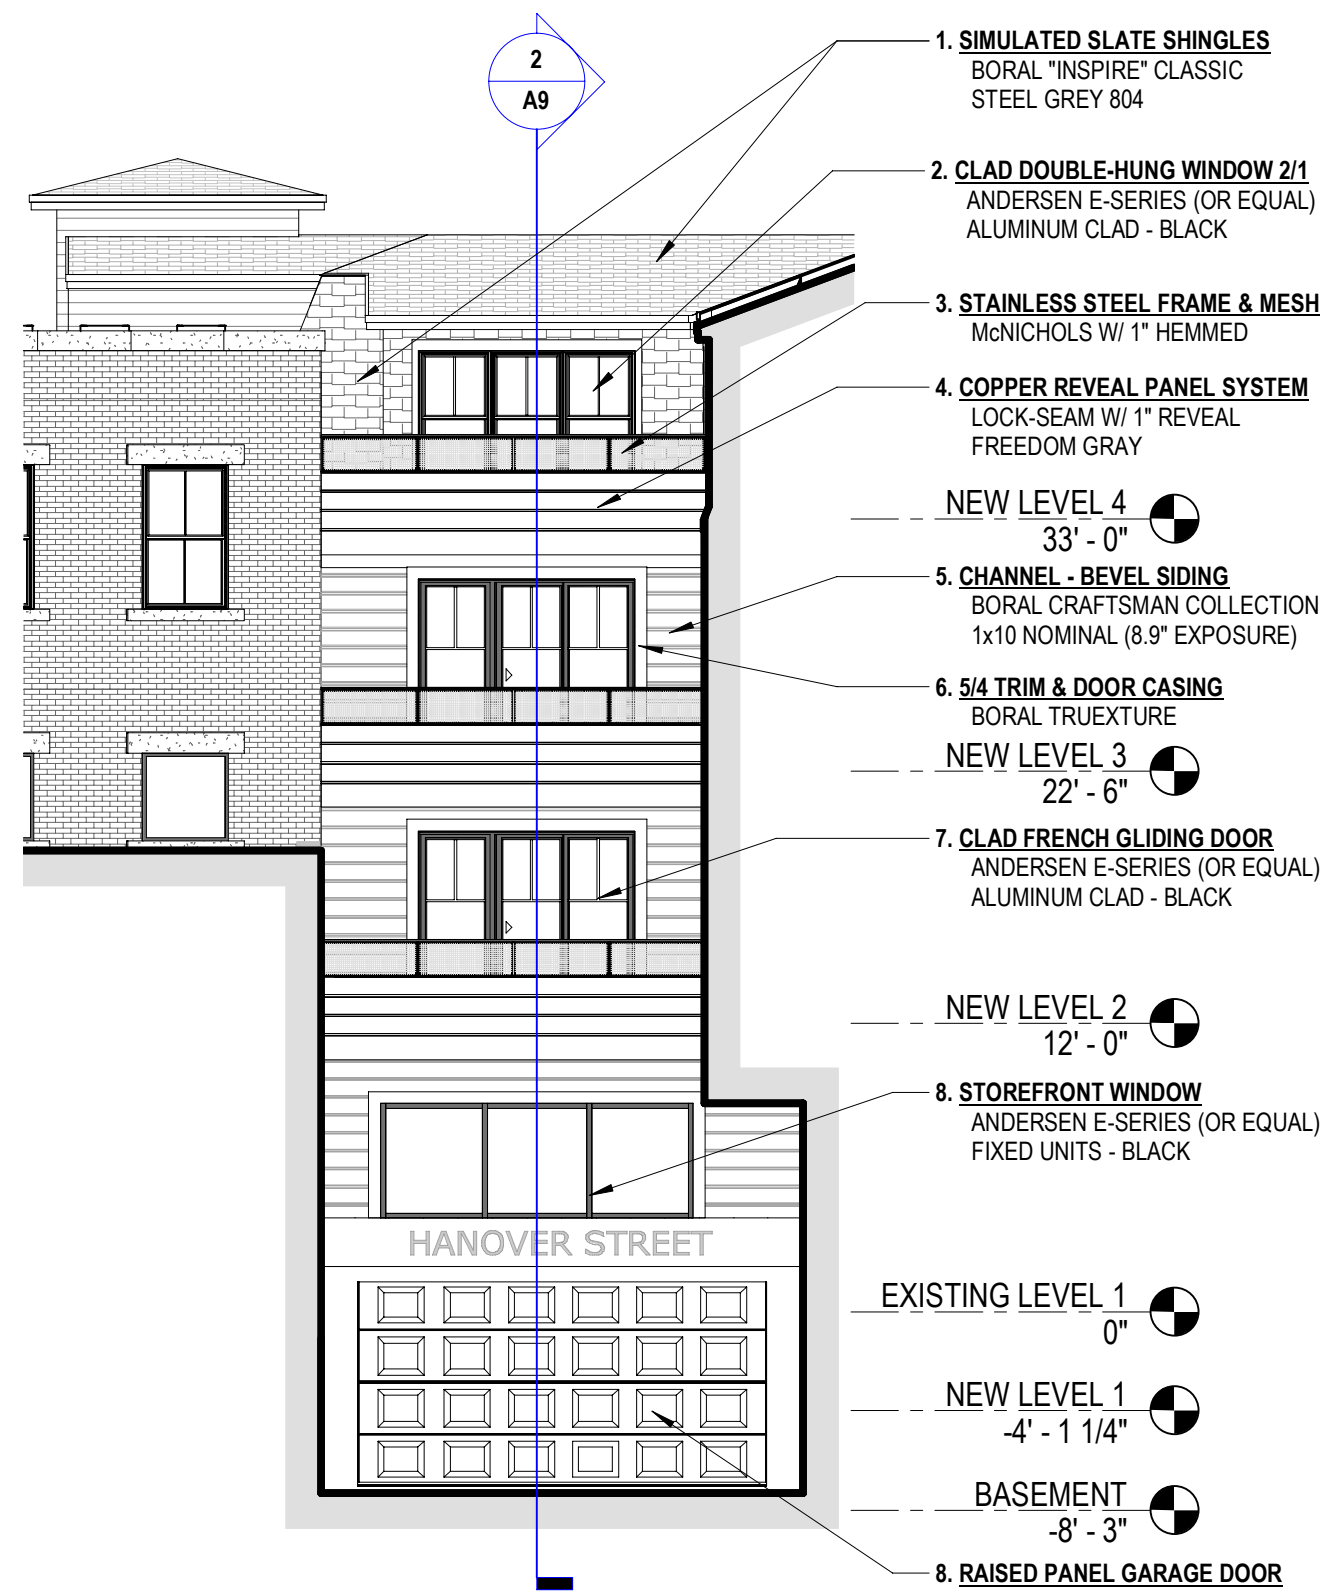 2
A9
1. SIMULATED SLATE SHINGLES
BORAL "INSPIRE" CLASSIC
STEEL GREY 804
2. CLAD DOUBLE-HUNG WINDOW 2/1
ANDERSEN E-SERIES (OR EQUAL)
ALUMINUM CLAD - BLACK
3. STAINLESS STEEL FRAME & MESH
McNICHOLS W/ 1" HEMMED
4. COPPER REVEAL PANEL SYSTEM
LOCK-SEAM W/ 1" REVEAL
FREEDOM GRAY
NEW LEVEL 4
33' - 0"
5. CHANNEL - BEVEL SIDING
BORAL CRAFTSMAN COLLECTION
1x10 NOMINAL (8.9" EXPOSURE)
6. 5/4 TRIM & DOOR CASING
BORAL TRUEXTURE
NEW LEVEL 3
22' - 6"
7. CLAD FRENCH GLIDING DOOR
ANDERSEN E-SERIES (OR EQUAL)
ALUMINUM CLAD - BLACK
NEW LEVEL 2
12' - 0"
8. STOREFRONT WINDOW
ANDERSEN E-SERIES (OR EQUAL)
FIXED UNITS - BLACK
HANOVER STREET
EXISTING LEVEL 1
0"
NEW LEVEL 1
-4' - 1 1/4"
BASEMENT
-8' - 3"
8. RAISED PANEL GARAGE DOOR